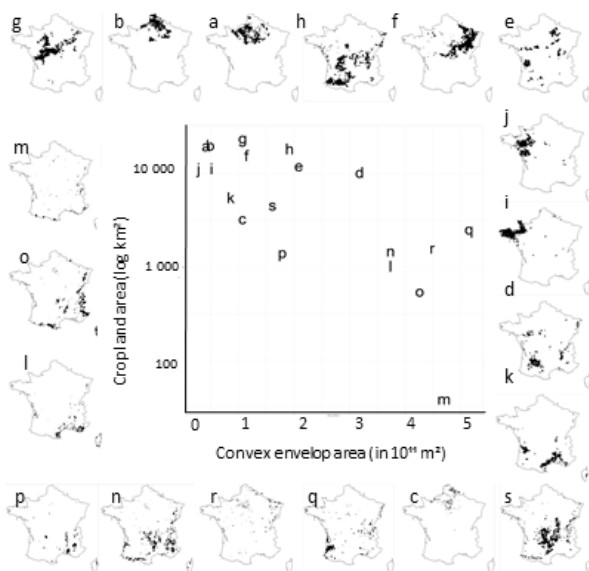 g b a h f e
j
m
i
o
d
l
k
p n r q c s
Cropland area (log km²)
10 000
1 000
100
a b g h
f
j i e d
k s
c q
p n r
l
o
m
0 1 2 3 4 5
Convex envelop area (in 10¹¹ m²)